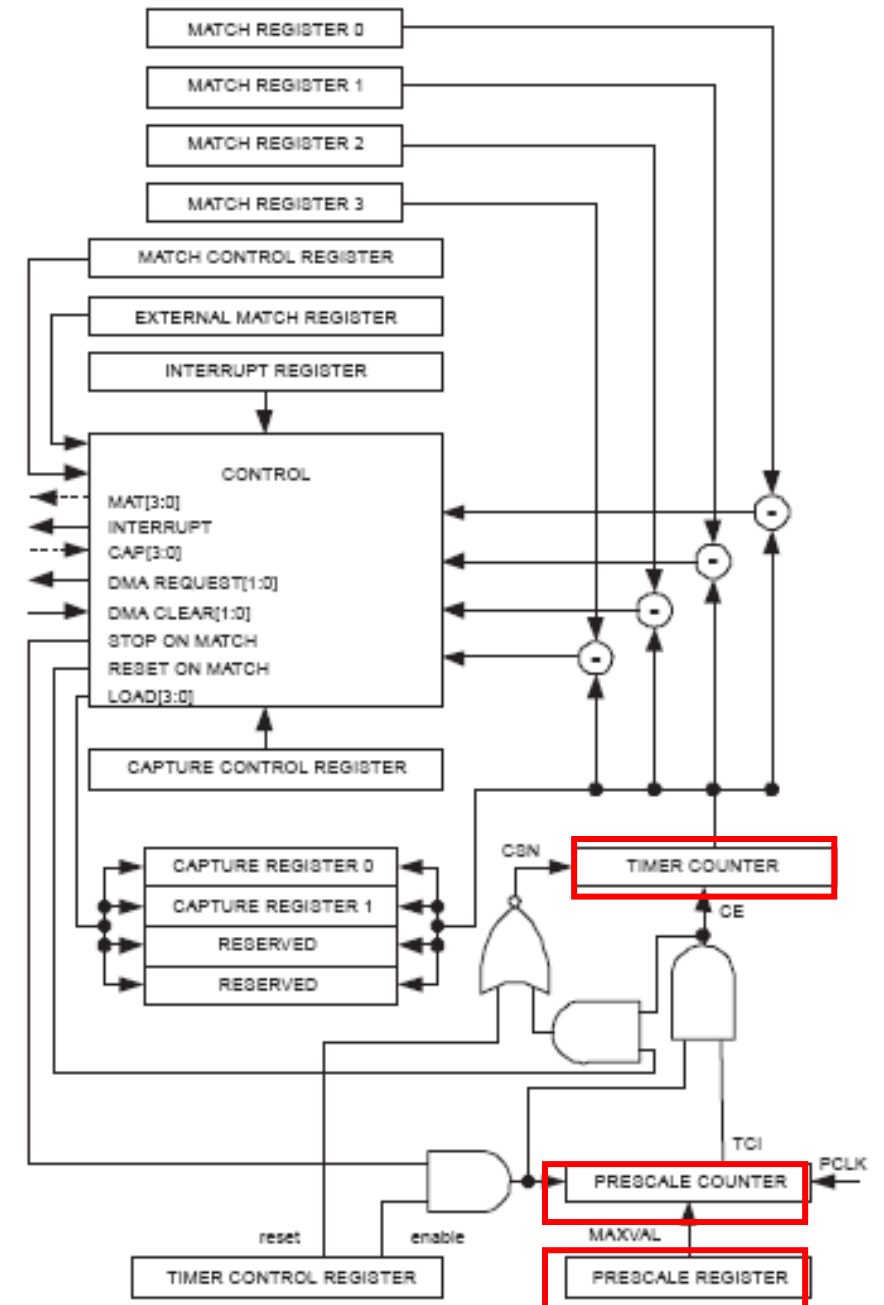 MATCH REGISTER 0
MATCH REGISTER 1
MATCH REGISTER 2
MATCH REGISTER 3
MATCH CONTROL REGISTER
EXTERNAL MATCH REGISTER
INTERRUPT REGISTER
CONTROL
MAT[3:0]
INTERRUPT
CAP[3:0]
DMA REQUEST[1:0]
DMA CLEAR[1:0]
STOP ON MATCH
RESET ON MATCH
LOAD[3:0]
CAPTURE CONTROL REGISTER
CSN
TIMER COUNTER
CAPTURE REGISTER 0
CAPTURE REGISTER 1
RESERVED
RESERVED
CE
TCI
PCLK
PRESCALE COUNTER
reset
enable
MAXVAL
TIMER CONTROL REGISTER
PRESCALE REGISTER